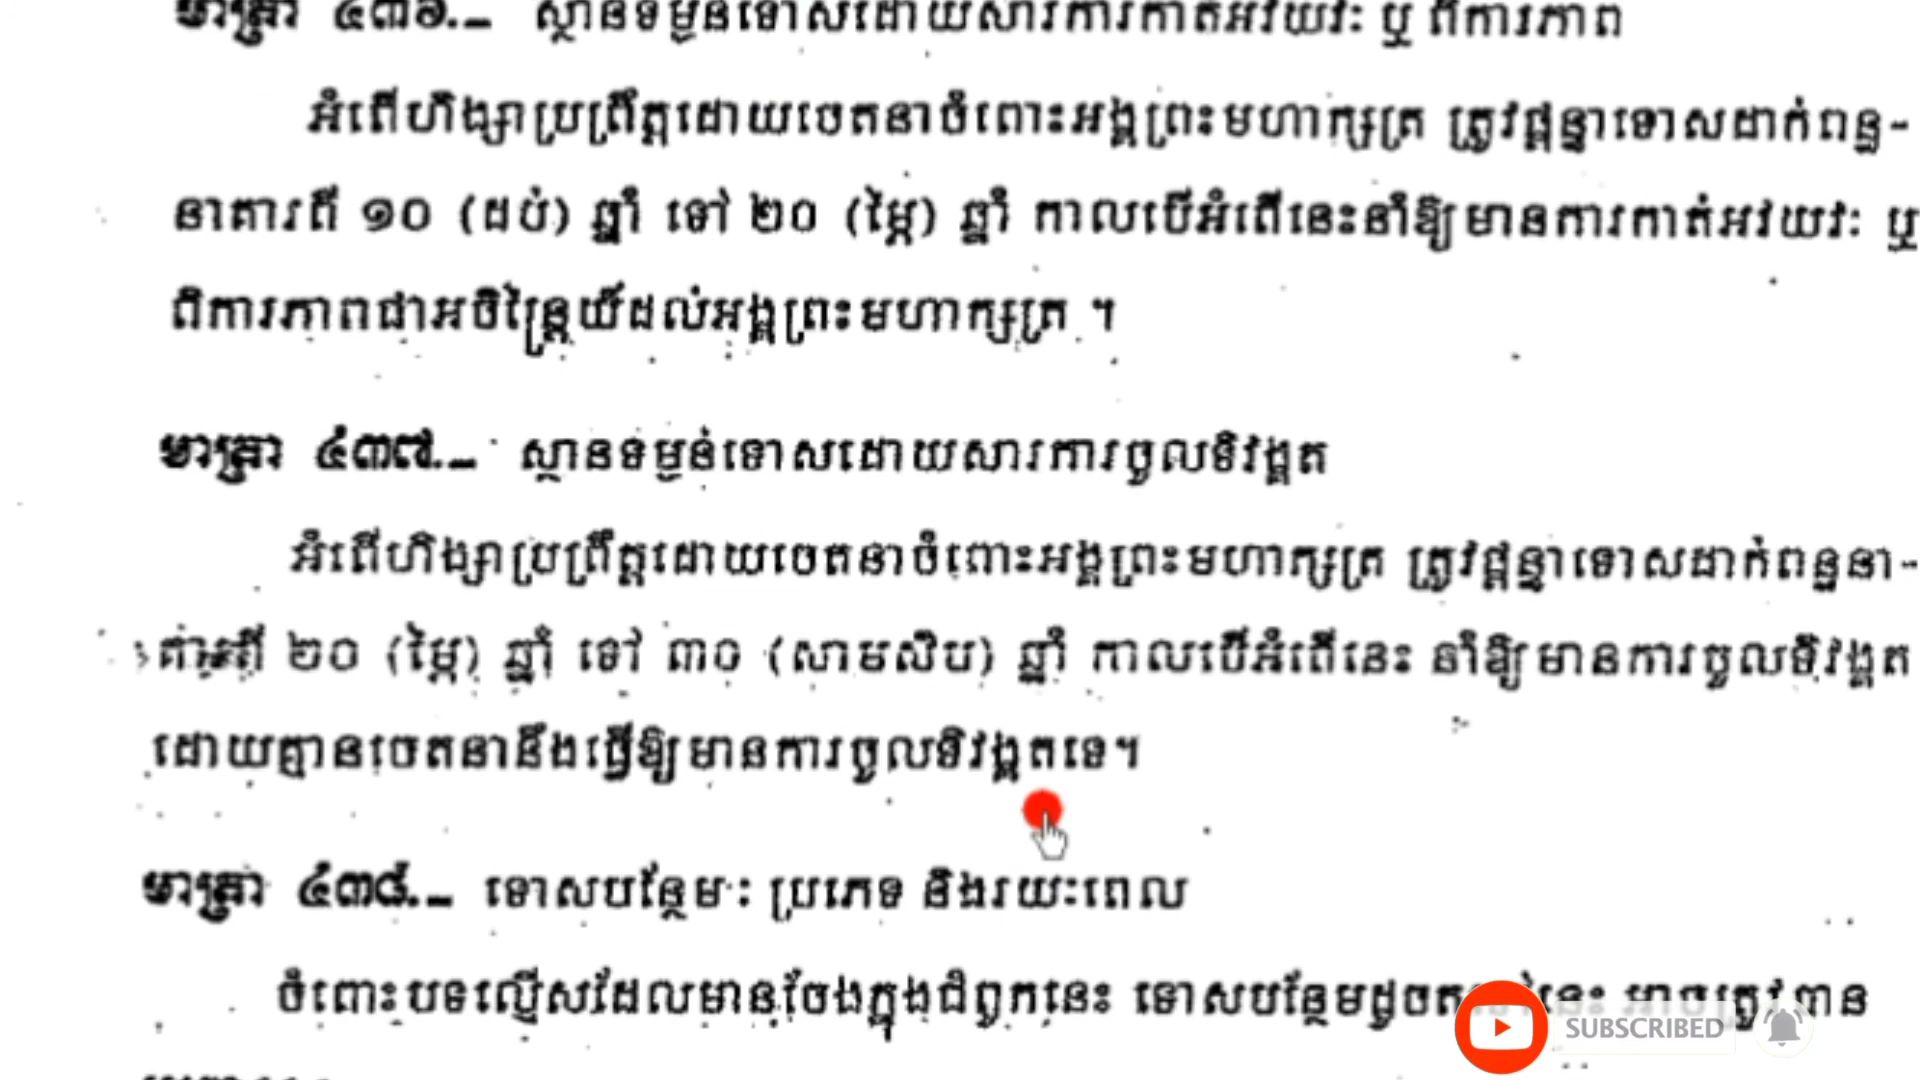 មាត្រា ៤៣៦._ ស្ថានទម្ងន់ទោសដោយសារការកាត់អវយវៈ ឬ ពិការភាព
អំពើហិង្សាប្រព្រឹត្តដោយចេតនាចំពោះអង្គព្រះមហាក្សត្រ ត្រូវផ្តន្ទាទោសដាក់ពន្ធ-
នាគារពី ១០ (ដប់) ឆ្នាំ ទៅ ២០ (ម្ភៃ) ឆ្នាំ កាលបើអំពើនេះនាំឱ្យមានការកាត់អវយវៈ ឬ
ពិការភាពជាអចិន្ត្រៃយ៍ដល់អង្គព្រះមហាក្សត្រ ។
មាត្រា ៤៣៧._ ស្ថានទម្ងន់ទោសដោយសារការចូលទិវង្គត
អំពើហិង្សាប្រព្រឹត្តដោយចេតនាចំពោះអង្គព្រះមហាក្សត្រ ត្រូវផ្តន្ទាទោសដាក់ពន្ធនា-
គារពី ២០ (ម្ភៃ) ឆ្នាំ ទៅ ៣០ (សាមសិប) ឆ្នាំ កាលបើអំពើនេះ នាំឱ្យមានការចូលទិវង្គត
ដោយគ្មានចេតនានឹងធ្វើឱ្យមានការចូលទិវង្គតទេ។
មាត្រា ៤៣៨._ ទោសបន្ថែមៈ ប្រភេទ និងរយៈពេល
ចំពោះបទល្មើសដែលមានចែងក្នុងជំពូកនេះ ទោសបន្ថែមដូចតទៅនេះ អាចត្រូវបាន
SUBSCRIBED